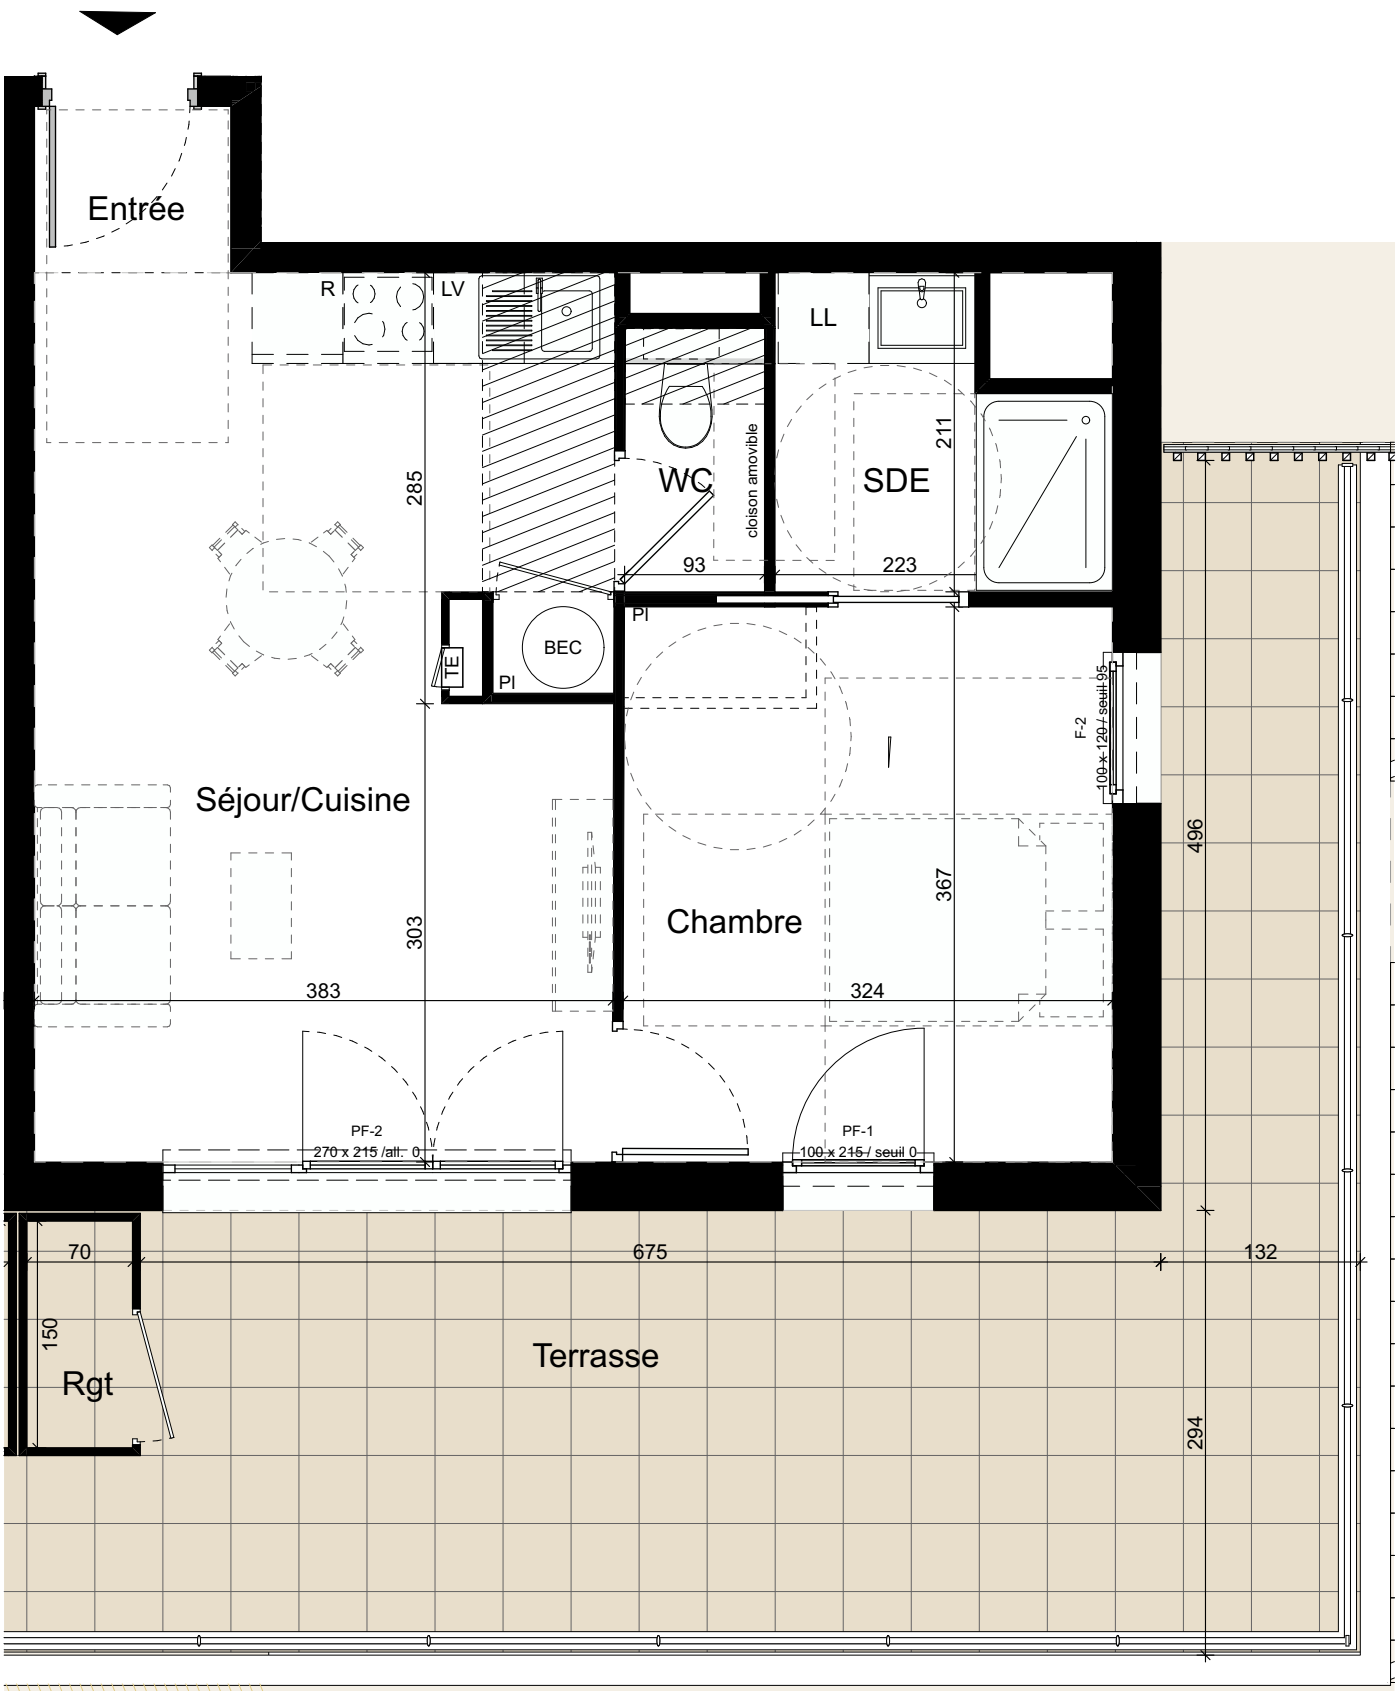 Entrée
R
LV
LL
285
WC
cloison amovible
211
SDE
93
223
Pl
BEC
TE
Pl
F-2
100 x 120 / seuil 95
Séjour/Cuisine
496
367
Chambre
303
383
324
PF-2
270 x 215 /all. 0
PF-1
100 x 215 / seuil 0
70
675
132
150
Terrasse
Rgt
294